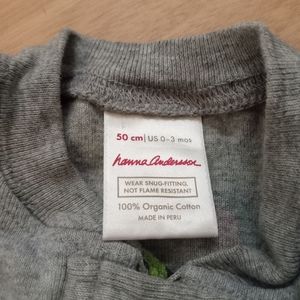 50 cm | US 0-3 mos
hanna andersson
WEAR SNUG-FITTING,
NOT FLAME RESISTANT
100% Organic Cotton
MADE IN PERU